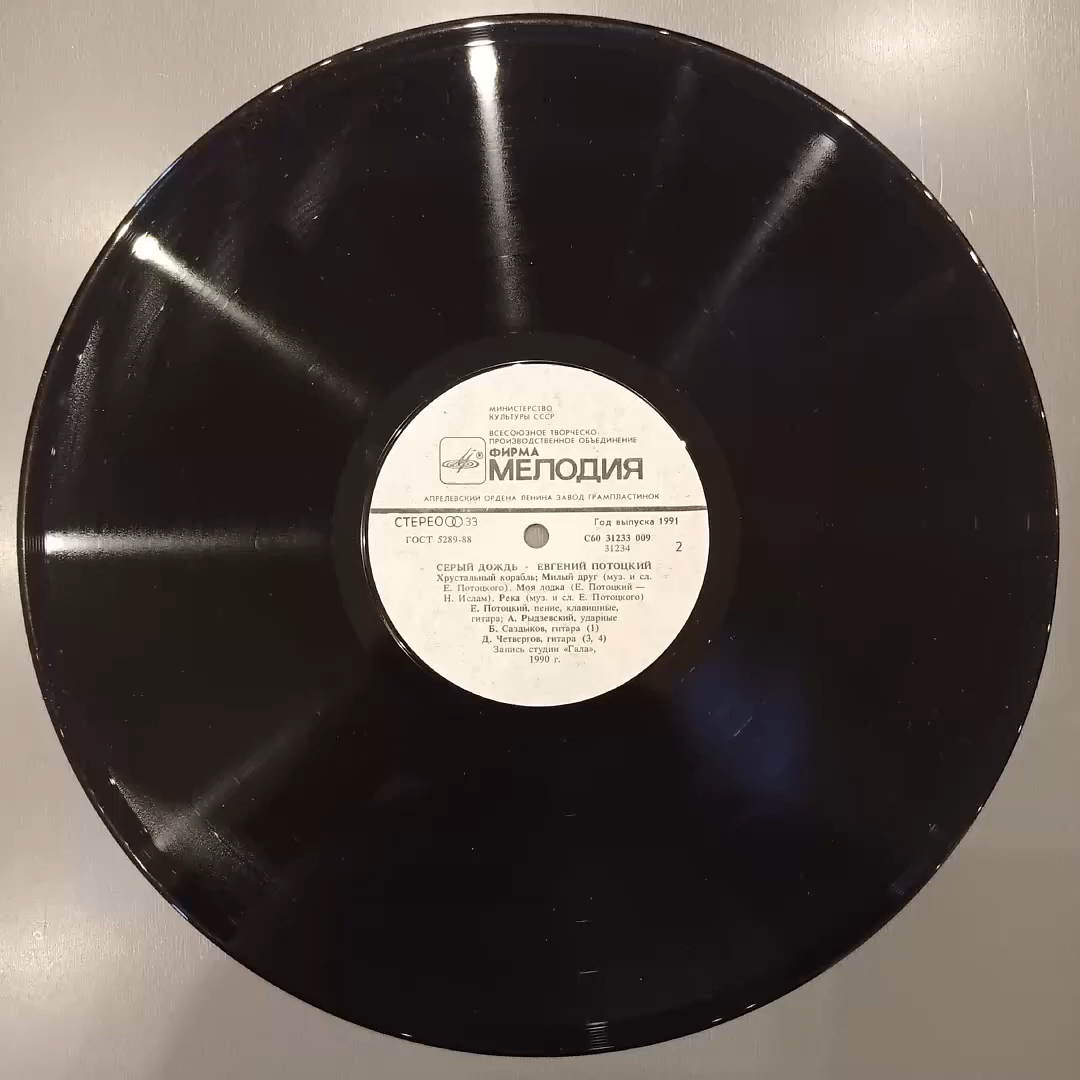 МИНИСТЕРСТВО
КУЛЬТУРЫ СССР
ВСЕСОЮЗНОЕ ТВОРЧЕСКО-
ПРОИЗВОДСТВЕННОЕ ОБЪЕДИНЕНИЕ
® ФИРМА
МЕЛОДИЯ
АПРЕЛЕВСКИЙ ОРДЕНА ЛЕНИНА ЗАВОД ГРАМПЛАСТИНОК
СТЕРЕО 33 Год выпуска 1991
ГОСТ 5289-88 С60 31233 009
31234 2
СЕРЫЙ ДОЖДЬ · ЕВГЕНИЙ ПОТОЦКИЙ
Хрустальный корабль; Милый друг (муз. и сл.
Е. Потоцкого). Моя лодка (Е. Потоцкий —
Н. Ислам). Река (муз. и сл. Е. Потоцкого)
Е. Потоцкий, пение, клавишные,
гитара; А. Рыдзевский, ударные
Б. Саздыков, гитара (1)
Д. Четвергов, гитара (3, 4)
Запись студии «Гала»,
1990 г.